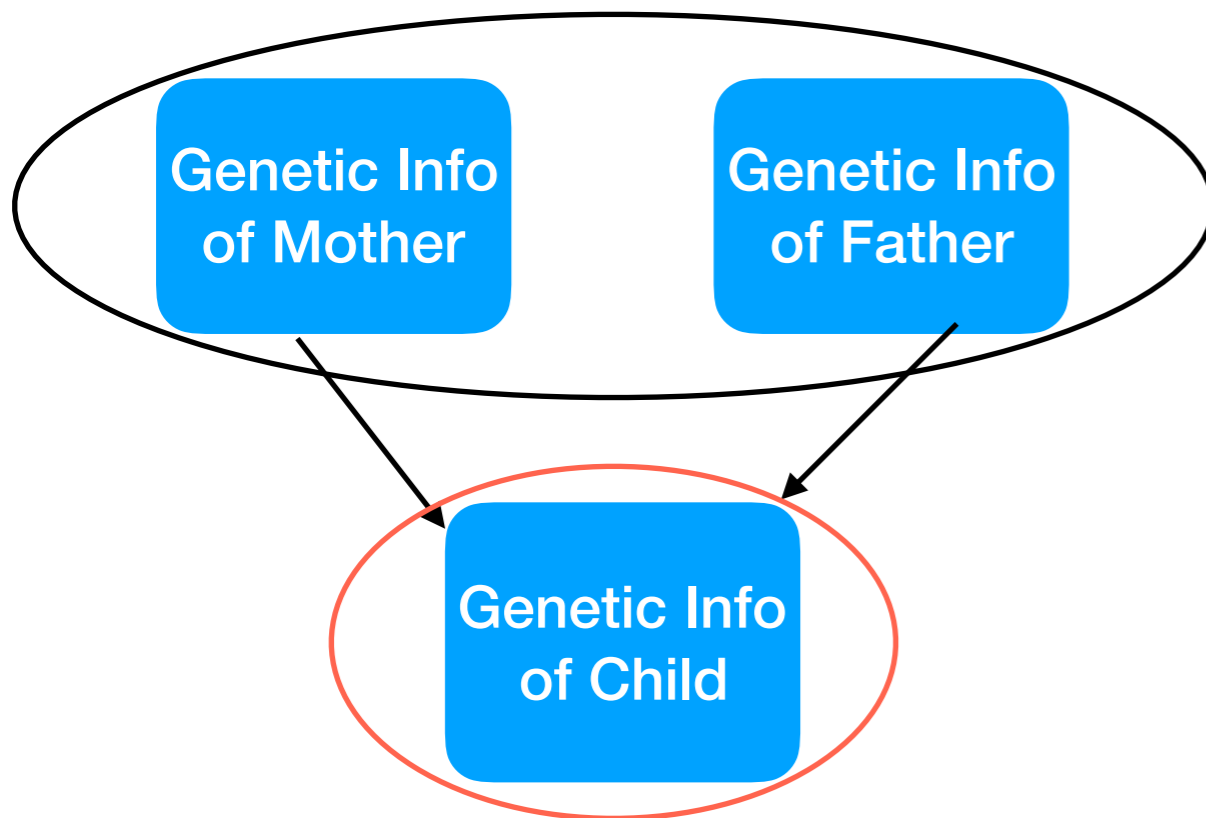 Genetic Info
of Mother
Genetic Info
of Father
Genetic Info
of Child